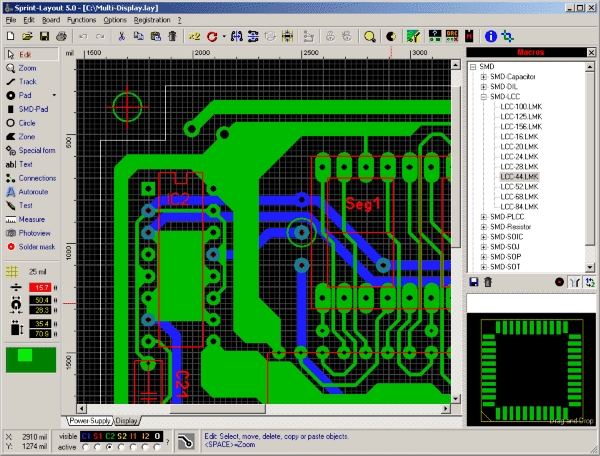 Sprint-Layout 5.0 - [C:\Multi-Display.lay]
File Edit Board Functions Options Registration ?
mil 1500 2000 2500 3000
Macros
Edit
Zoom
Track
Pad
SMD-Pad
Circle
Zone
Special form
ab| Text
Connections
Autoroute
Test
Measure
Photoview
Solder mask
25 mil
15.7
50.4
28.3
35.4
70.9
500
1000
1500
IC2
Seg1
C21
SMD
SMD-Capacitor
SMD-DIL
SMD-LCC
LCC-100.LMK
LCC-125.LMK
LCC-156.LMK
LCC-16.LMK
LCC-20.LMK
LCC-24.LMK
LCC-28.LMK
LCC-44.LMK
LCC-52.LMK
LCC-68.LMK
LCC-84.LMK
SMD-PLCC
SMD-Resistor
SMD-SOIC
SMD-SOJ
SMD-SOP
SMD-SOT
Drag and Drop
Power-Supply Display
X: 2910 mil
Y: 1274 mil
visible C1 S1 C2 S2 I1 I2 O
active
?
Edit: Select, move, delete, copy or paste objects.
<SPACE>=Zoom